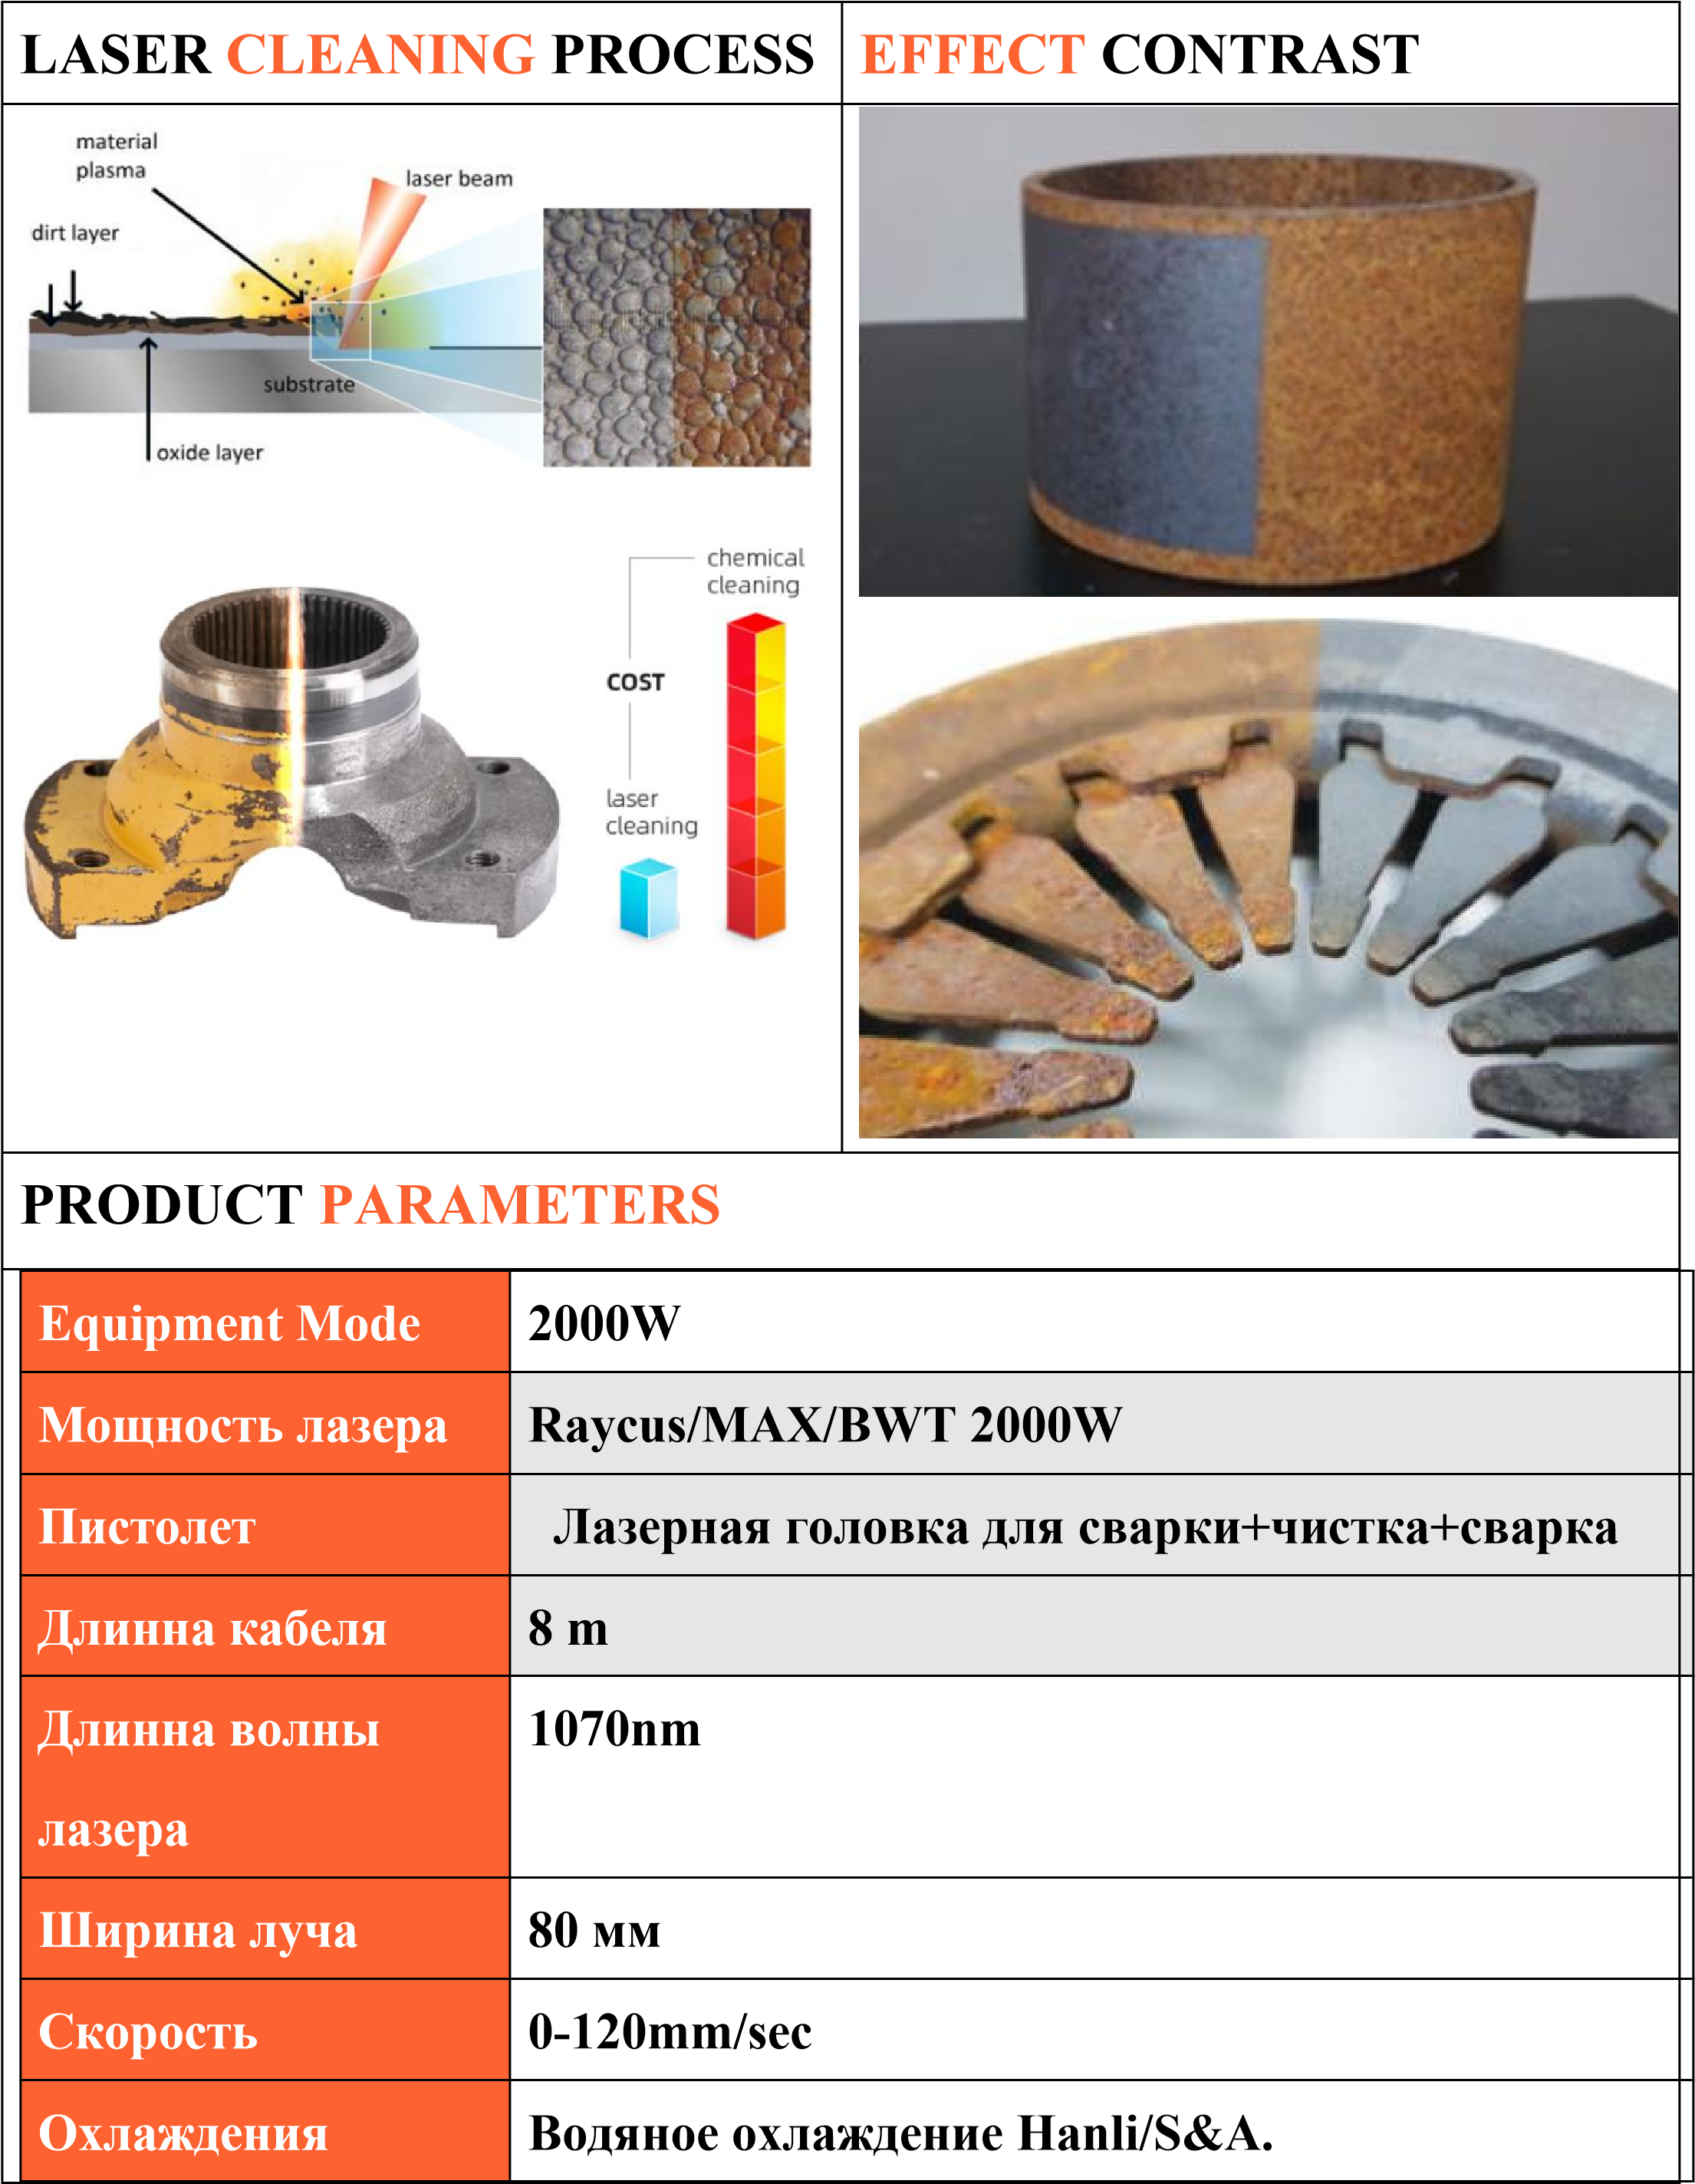 LASER CLEANING PROCESS
EFFECT CONTRAST
material
plasma
laser beam
dirt layer
substrate
oxide layer
chemical
cleaning
COST
laser
cleaning
PRODUCT PARAMETERS
Equipment Mode
2000W
Мощность лазера
Raycus/MAX/BWT 2000W
Пистолет
Лазерная головка для сварки+чистка+сварка
Длинна кабеля
8 m
Длинна волны
лазера
1070nm
Ширина луча
80 мм
Скорость
0-120mm/sec
Охлаждения
Водяное охлаждение Hanli/S&A.